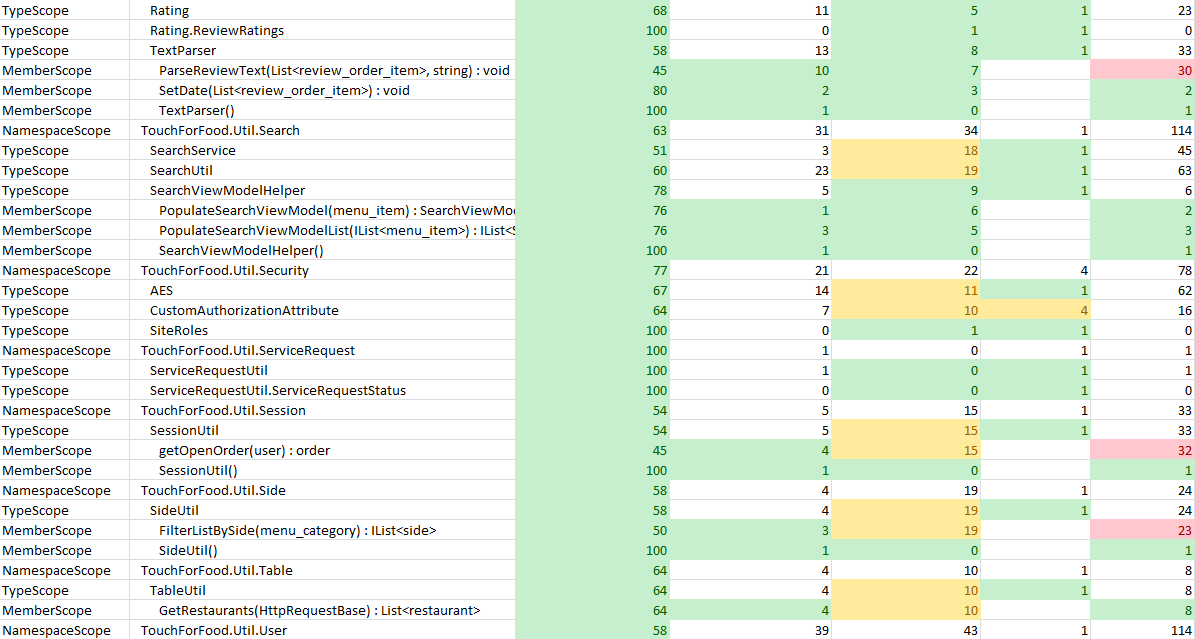 TypeScope Rating 68 11 5 1 23
TypeScope Rating.ReviewRatings 100 0 1 1 0
TypeScope TextParser 58 13 8 1 33
MemberScope ParseReviewText(List<review_order_item>, string) : void 45 10 7 30
MemberScope SetDate(List<review_order_item>) : void 80 2 3 2
MemberScope TextParser() 100 1 0 1
NamespaceScope TouchForFood.Util.Search 63 31 34 1 114
TypeScope SearchService 51 3 18 1 45
TypeScope SearchUtil 60 23 19 1 63
TypeScope SearchViewModelHelper 78 5 9 1 6
MemberScope PopulateSearchViewModel(menu_item) : SearchViewMo 76 1 6 2
MemberScope PopulateSearchViewModelList(IList<menu_item>) : IList<S 76 3 5 3
MemberScope SearchViewModelHelper() 100 1 0 1
NamespaceScope TouchForFood.Util.Security 77 21 22 4 78
TypeScope AES 67 14 11 1 62
TypeScope CustomAuthorizationAttribute 64 7 10 4 16
TypeScope SiteRoles 100 0 1 1 0
NamespaceScope TouchForFood.Util.ServiceRequest 100 1 0 1 1
TypeScope ServiceRequestUtil 100 1 0 1 1
TypeScope ServiceRequestUtil.ServiceRequestStatus 100 0 0 1 0
NamespaceScope TouchForFood.Util.Session 54 5 15 1 33
TypeScope SessionUtil 54 5 15 1 33
MemberScope getOpenOrder(user) : order 45 4 15 32
MemberScope SessionUtil() 100 1 0 1
NamespaceScope TouchForFood.Util.Side 58 4 19 1 24
TypeScope SideUtil 58 4 19 1 24
MemberScope FilterListBySide(menu_category) : IList<side> 50 3 19 23
MemberScope SideUtil() 100 1 0 1
NamespaceScope TouchForFood.Util.Table 64 4 10 1 8
TypeScope TableUtil 64 4 10 1 8
MemberScope GetRestaurants(HttpRequestBase) : List<restaurant> 64 4 10 8
NamespaceScope TouchForFood.Util.User 58 39 43 1 114